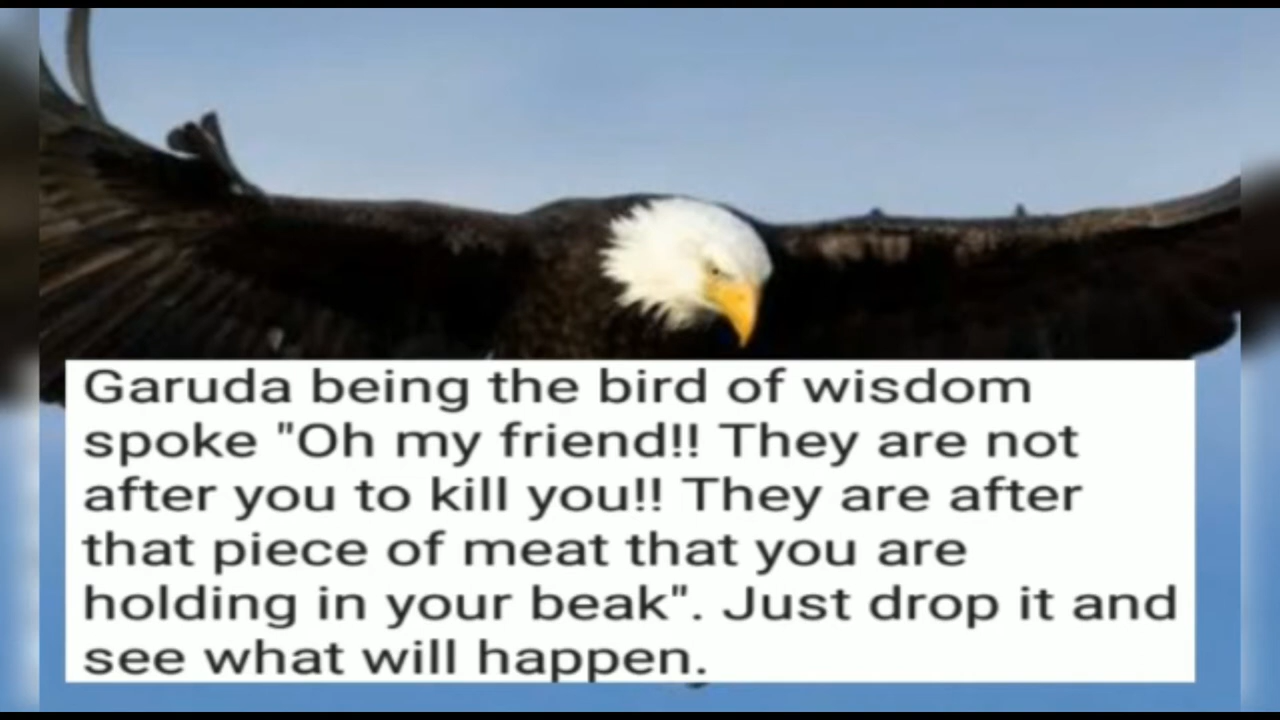 Garuda being the bird of wisdom
spoke "Oh my friend!! They are not
after you to kill you!! They are after
that piece of meat that you are
holding in your beak". Just drop it and
see what will happen.